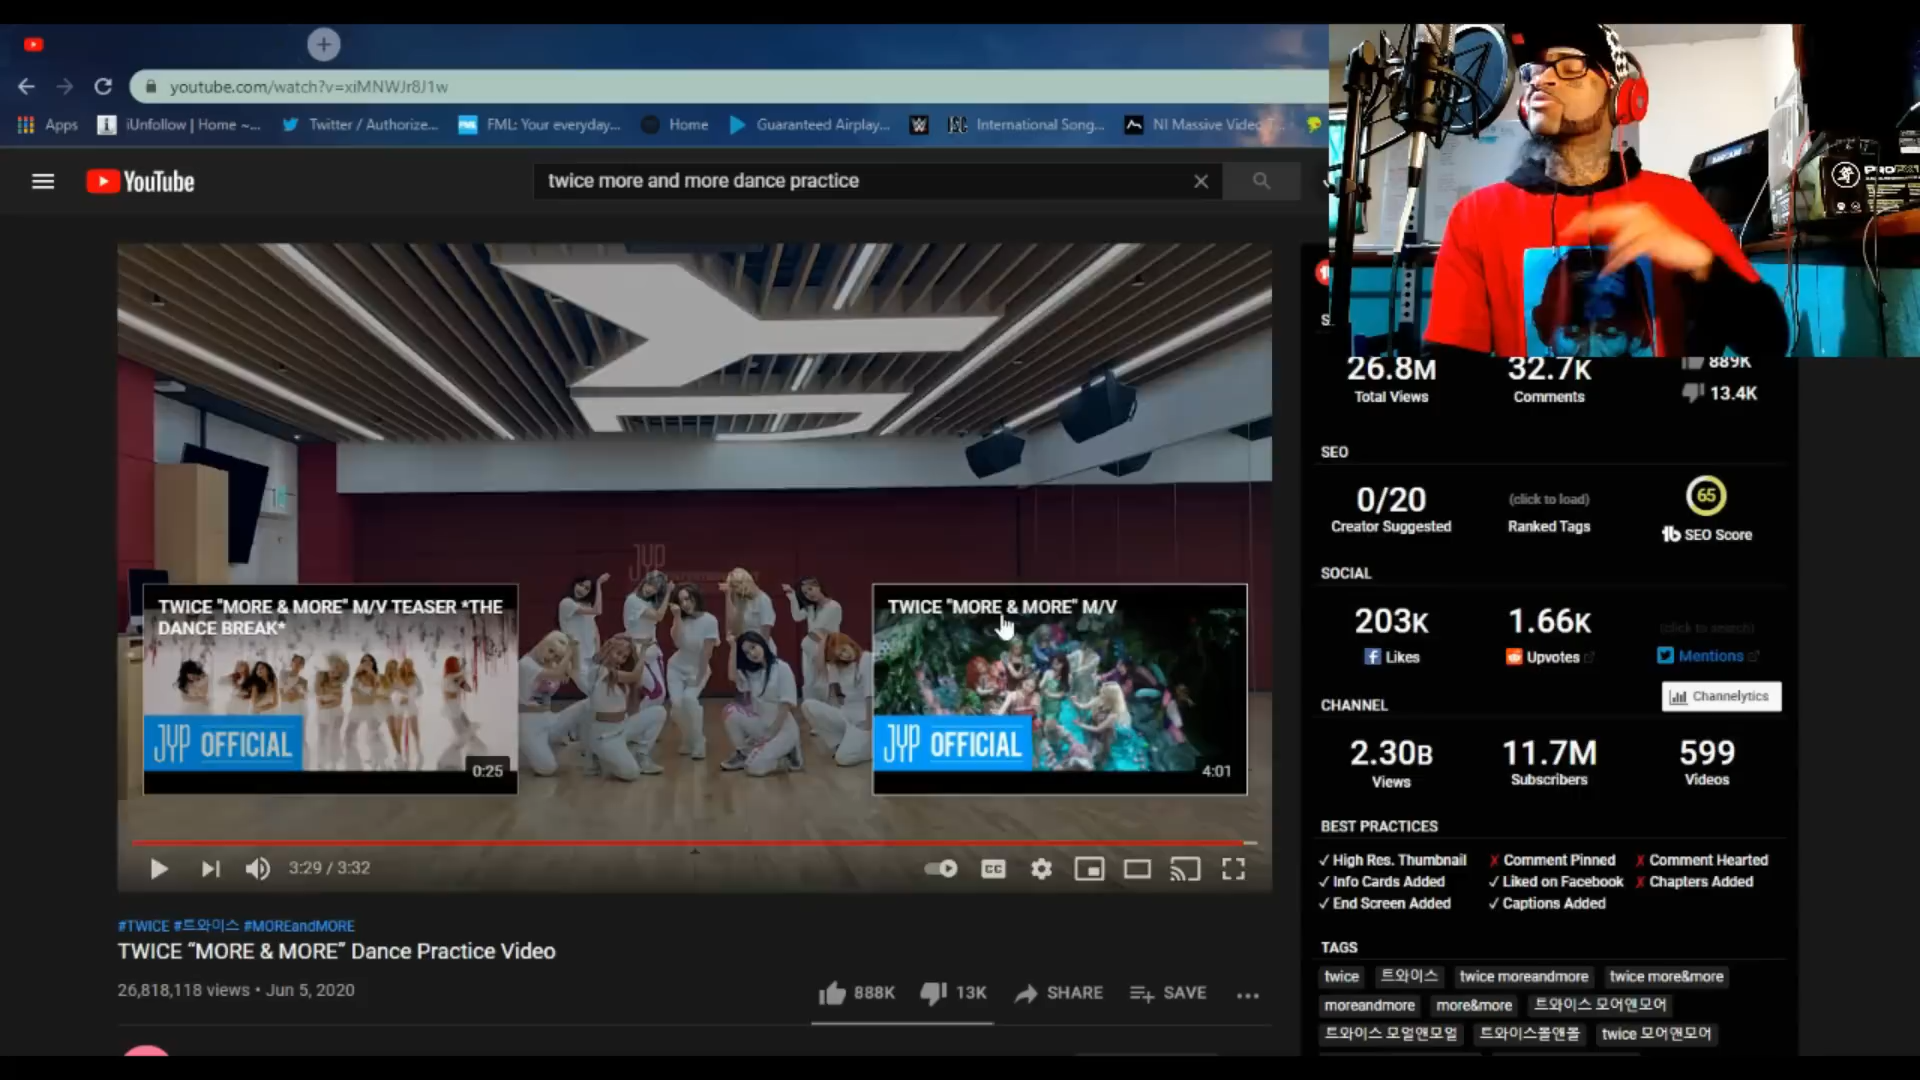 youtube.com/watch?v=xiMNWJr8J1w
Apps iUnfollow | Home ~... Twitter / Authorize... FML: Your everyday... Home Guaranteed Airplay... International Song... NI Massive Video T...
YouTube
twice more and more dance practice
26.8M
Total Views
32.7K
Comments
889K
13.4K
SEO
0/20
Creator Suggested
(click to load)
Ranked Tags
65
tb SEO Score
SOCIAL
203K
Likes
1.66K
Upvotes
(click to search)
Mentions
CHANNEL
Channelytics
2.30B
Views
11.7M
Subscribers
599
Videos
BEST PRACTICES
✓ High Res. Thumbnail ✗ Comment Pinned ✗ Comment Hearted
✓ Info Cards Added ✓ Liked on Facebook ✗ Chapters Added
✓ End Screen Added ✓ Captions Added
TAGS
twice 트와이스 twice moreandmore twice more&more
moreandmore more&more 트와이스 모어앤모어
트와이스 모얼앤모얼 트와이스몰앤몰 twice 모어앤모어
JYP
TWICE "MORE & MORE" M/V TEASER *THE
DANCE BREAK*
JYP OFFICIAL
0:25
TWICE "MORE & MORE" M/V
JYP OFFICIAL
4:01
3:29 / 3:32
CC
#TWICE #트와이스 #MOREandMORE
TWICE “MORE & MORE” Dance Practice Video
26,818,118 views • Jun 5, 2020
888K 13K SHARE SAVE